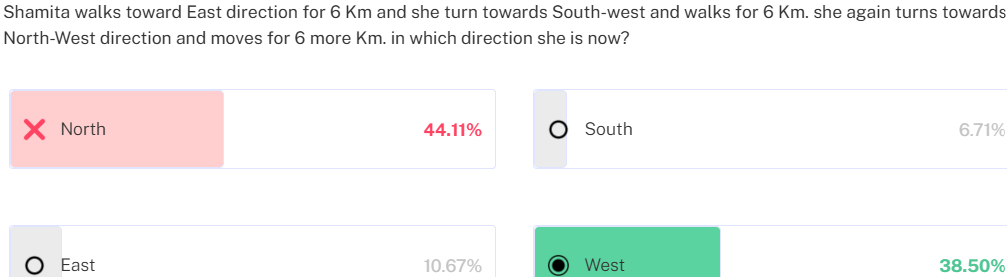 Shamita walks toward East direction for 6 Km and she turn towards South-west and walks for 6 Km. she again turns towards
North-West direction and moves for 6 more Km. in which direction she is now?
North 44.11%
South 6.71%
East 10.67%
West 38.50%